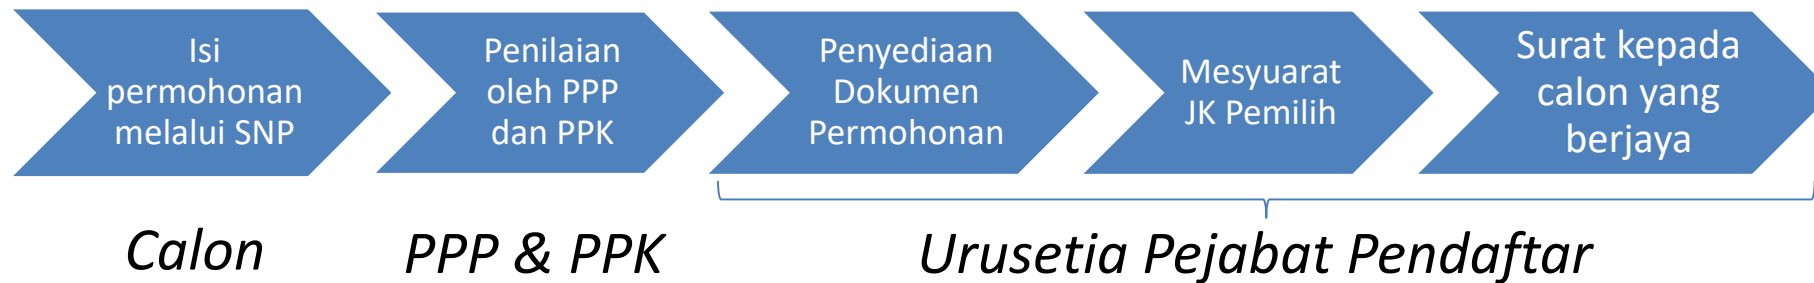 Isi
permohonan
melalui SNP
Penilaian
oleh PPP
dan PPK
Penyediaan
Dokumen
Permohonan
Mesyuarat
JK Pemilih
Surat kepada
calon yang
berjaya
Calon
PPP & PPK
Urusetia Pejabat Pendaftar